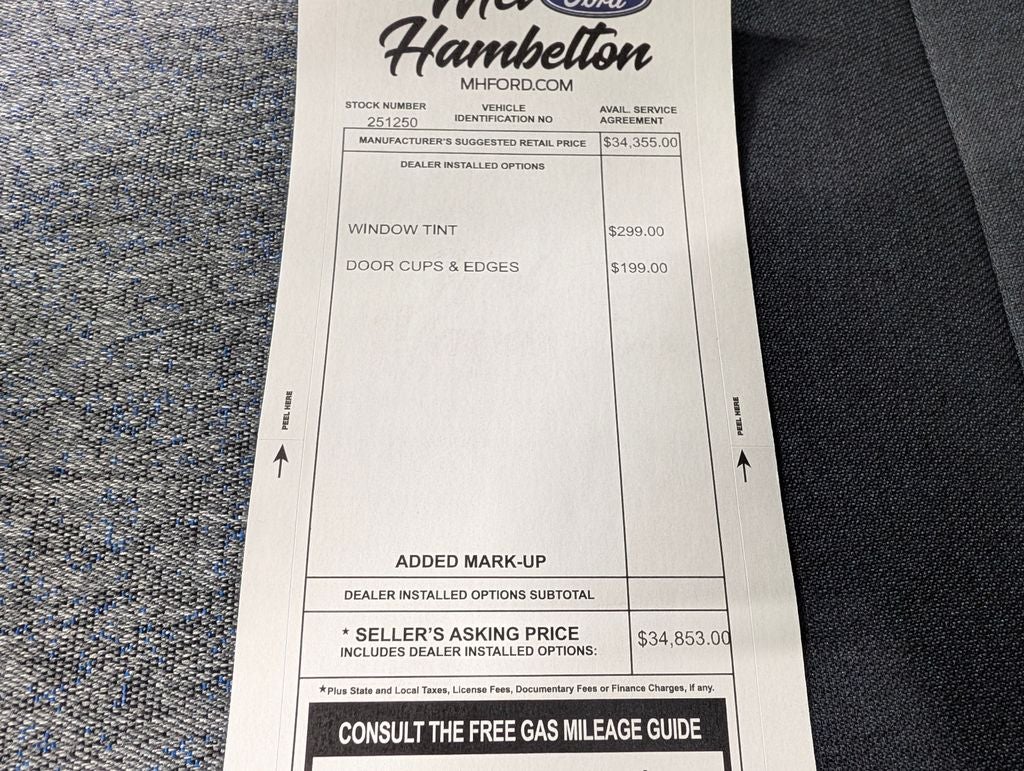 Mel Ford
Hambelton
MHFORD.COM
STOCK NUMBER
251250
VEHICLE
IDENTIFICATION NO
AVAIL. SERVICE
AGREEMENT
MANUFACTURER'S SUGGESTED RETAIL PRICE $34,355.00
DEALER INSTALLED OPTIONS
WINDOW TINT $299.00
DOOR CUPS & EDGES $199.00
PEEL HERE
PEEL HERE
ADDED MARK-UP
DEALER INSTALLED OPTIONS SUBTOTAL
* SELLER'S ASKING PRICE $34,853.00
INCLUDES DEALER INSTALLED OPTIONS:
*Plus State and Local Taxes, License Fees, Documentary Fees or Finance Charges, if any.
CONSULT THE FREE GAS MILEAGE GUIDE